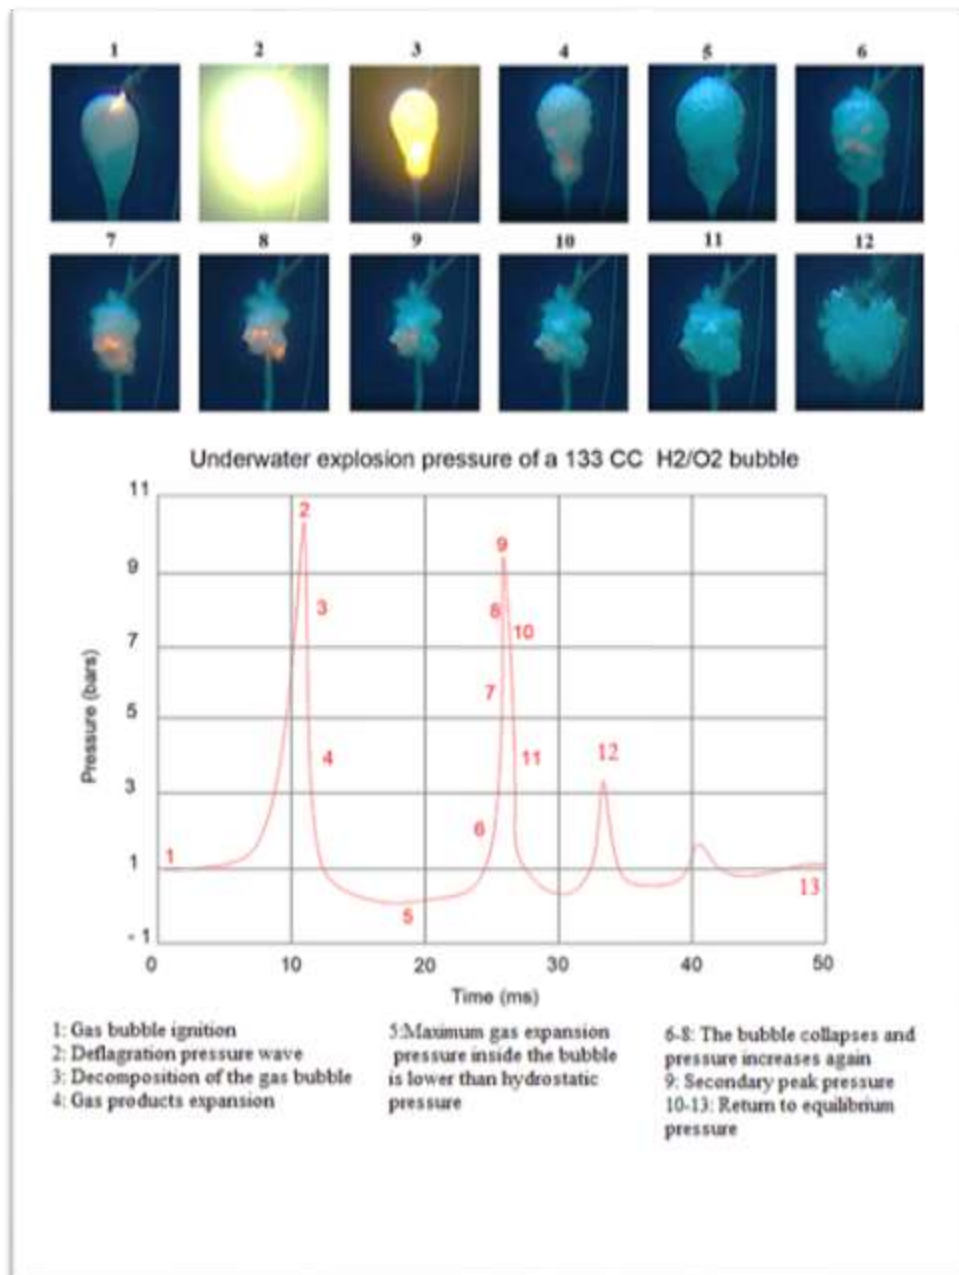 1 2 3 4 5 6
7 8 9 10 11 12
Underwater explosion pressure of a 133 CC H2/O2 bubble
Pressure (bars)
11
9
7
5
3
1
- 1
1
2
3
4
5
6
7
8
9
10
11
12
13
0 10 20 30 40 50
Time (ms)
1: Gas bubble ignition
2: Deflagration pressure wave
3: Decomposition of the gas bubble
4: Gas products expansion
5:Maximum gas expansion
pressure inside the bubble
is lower than hydrostatic
pressure
6-8: The bubble collapses and
pressure increases again
9: Secondary peak pressure
10-13: Return to equilibrium
pressure